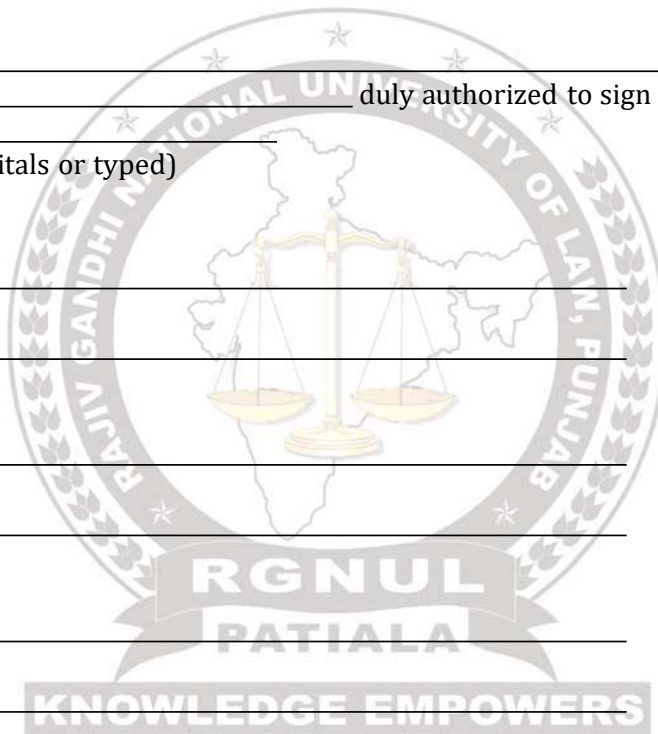 duly authorized to sign
itals or typed)
RAJIV GANDHI NATIONAL UNIVERSITY OF LAW, PUNJAB
RGNUL
PATIALA
KNOWLEDGE EMPOWERS